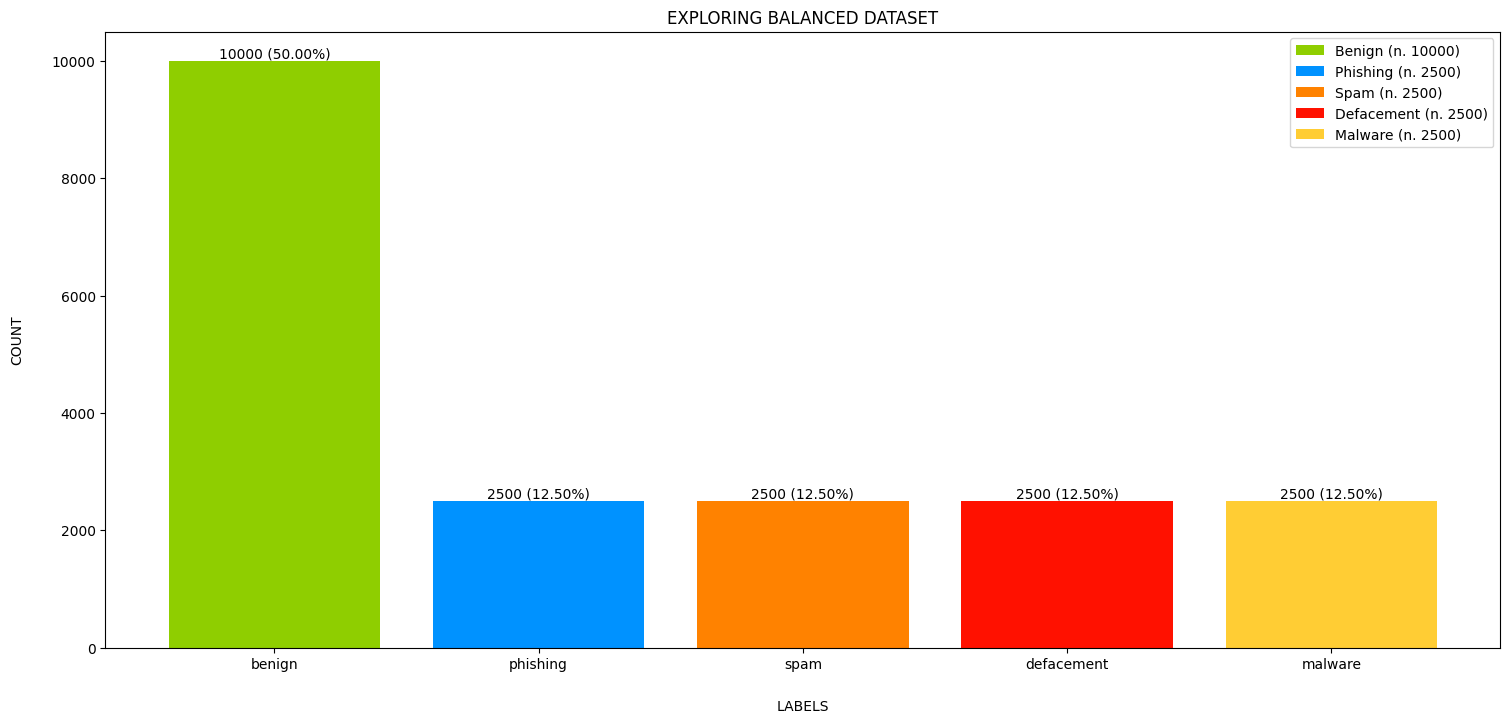 EXPLORING BALANCED DATASET
10000 (50.00%)
2500 (12.50%)
2500 (12.50%)
2500 (12.50%)
2500 (12.50%)
Benign (n. 10000)
Phishing (n. 2500)
Spam (n. 2500)
Defacement (n. 2500)
Malware (n. 2500)
10000
8000
6000
4000
2000
0
COUNT
benign
phishing
spam
defacement
malware
LABELS